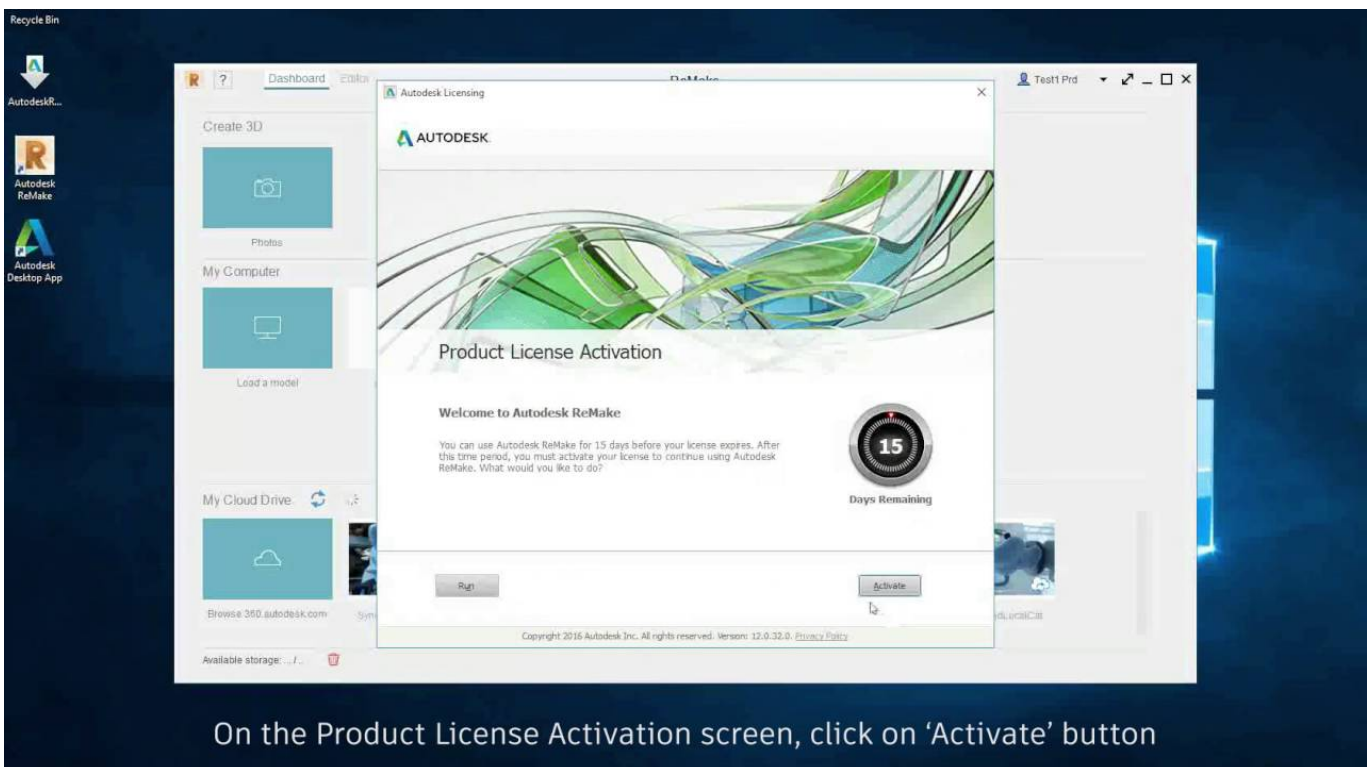 Recycle Bin
AutodeskR...
Autodesk
ReMake
Autodesk
Desktop App
R ? Dashboard Editor ReMake Test1 Prd
Create 3D
Photos
My Computer
Load a model
My Cloud Drive
Browse 360.autodesk.com
Available storage: .../...
Autodesk Licensing
AUTODESK
Product License Activation
Welcome to Autodesk ReMake
You can use Autodesk ReMake for 15 days before your license expires. After
this time period, you must activate your license to continue using Autodesk
ReMake. What would you like to do?
15
Days Remaining
Run
Activate
Copyright 2016 Autodesk Inc. All rights reserved. Version: 12.0.32.0. Privacy Policy
On the Product License Activation screen, click on ‘Activate’ button